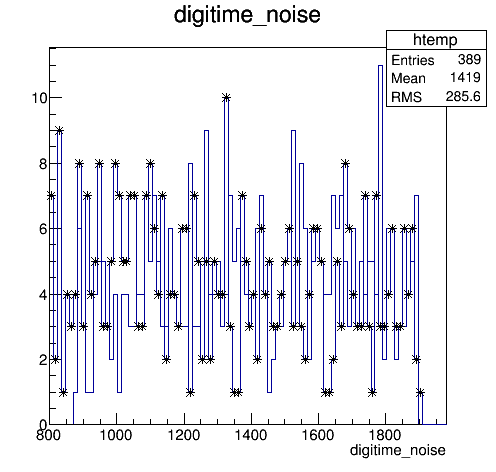 digitime_noise
htemp
Entries 389
Mean 1419
RMS 285.6
10
8
6
4
2
0
800 1000 1200 1400 1600 1800
digitime_noise